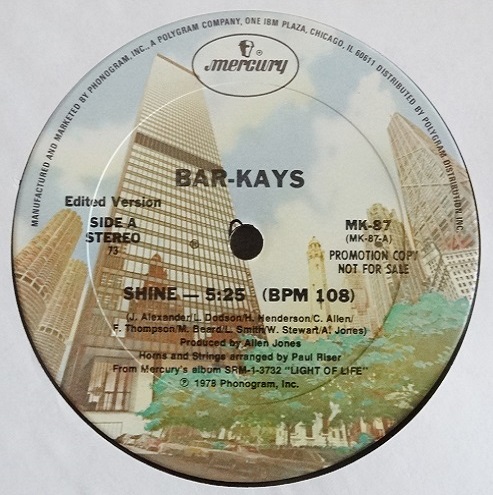 MANUFACTURED AND MARKETED BY PHONOGRAM, INC., A POLYGRAM COMPANY, ONE IBM PLAZA, CHICAGO, IL 60611 DISTRIBUTED BY POLYGRAM DISTRIBUTION, INC.
mercury
BAR-KAYS
Edited Version
SIDE A
STEREO
73
MK-87
(MK-87-A)
PROMOTION COPY
NOT FOR SALE
SHINE — 5:25 (BPM 108)
(J. Alexander/L. Dodson/H. Henderson/C. Allen/
F. Thompson/M. Beard/L. Smith/W. Stewart/A. Jones)
Produced by Allen Jones
Horns and Strings arranged by Paul Riser
From Mercury's album SRM-1-3732 "LIGHT OF LIFE"
℗ 1978 Phonogram, Inc.